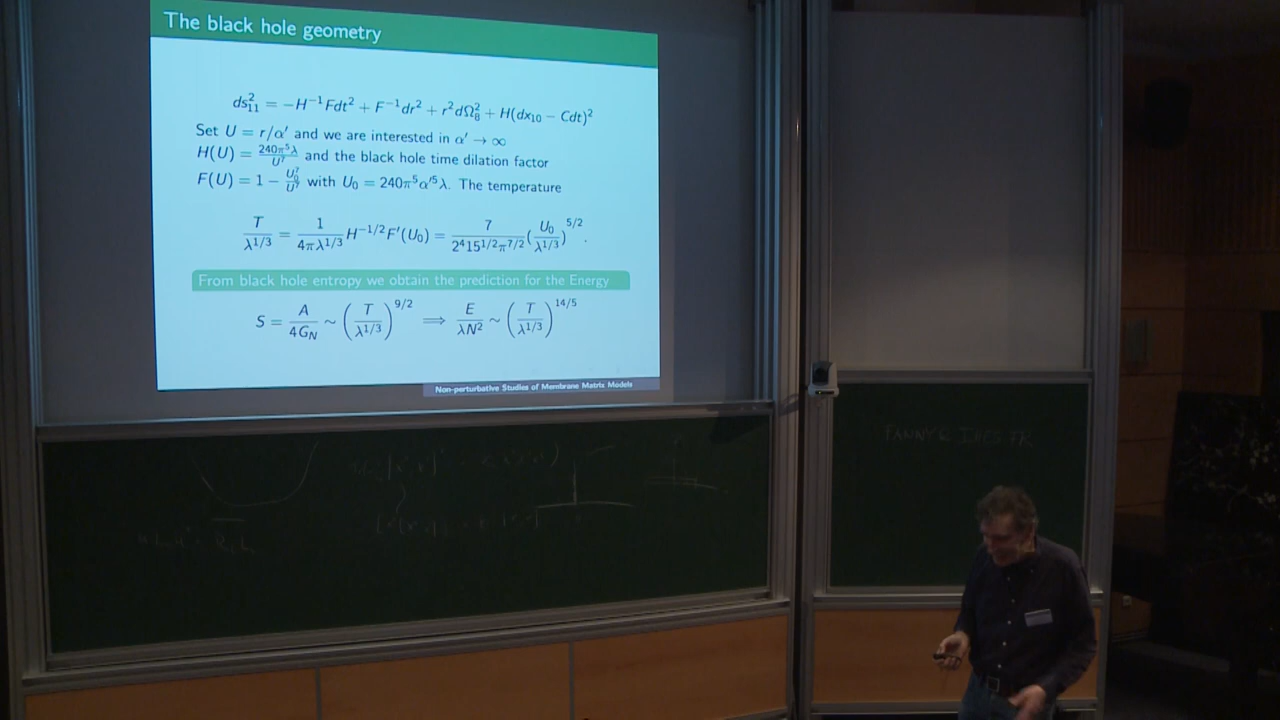 The black hole geometry
ds₁₁² = −H⁻¹Fdt² + F⁻¹dr² + r²dΩ₈² + H(dx₁₀ − Cdt)²
Set U = r/α′ and we are interested in α′ → ∞
H(U) = 240π⁵λ/U⁷ and the black hole time dilation factor
F(U) = 1 − U₀⁷/U⁷ with U₀ = 240π⁵α′⁵λ. The temperature
T/λ^{1/3} = 1/(4πλ^{1/3}) H^{−1/2}F′(U₀) = 7/(2⁴15^{1/2}π^{7/2}) (U₀/λ^{1/3})^{5/2}.
From black hole entropy we obtain the prediction for the Energy
S = A/4G_N ∼ (T/λ^{1/3})^{9/2} ⟹ E/λN² ∼ (T/λ^{1/3})^{14/5}
Non-perturbative Studies of Membrane Matrix Models